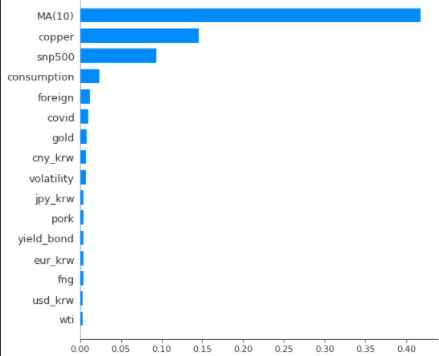 MA(10)
copper
snp500
consumption
foreign
covid
gold
cny_krw
volatility
jpy_krw
pork
yield_bond
eur_krw
fng
usd_krw
wti
0.00 0.05 0.10 0.15 0.20 0.25 0.30 0.35 0.40